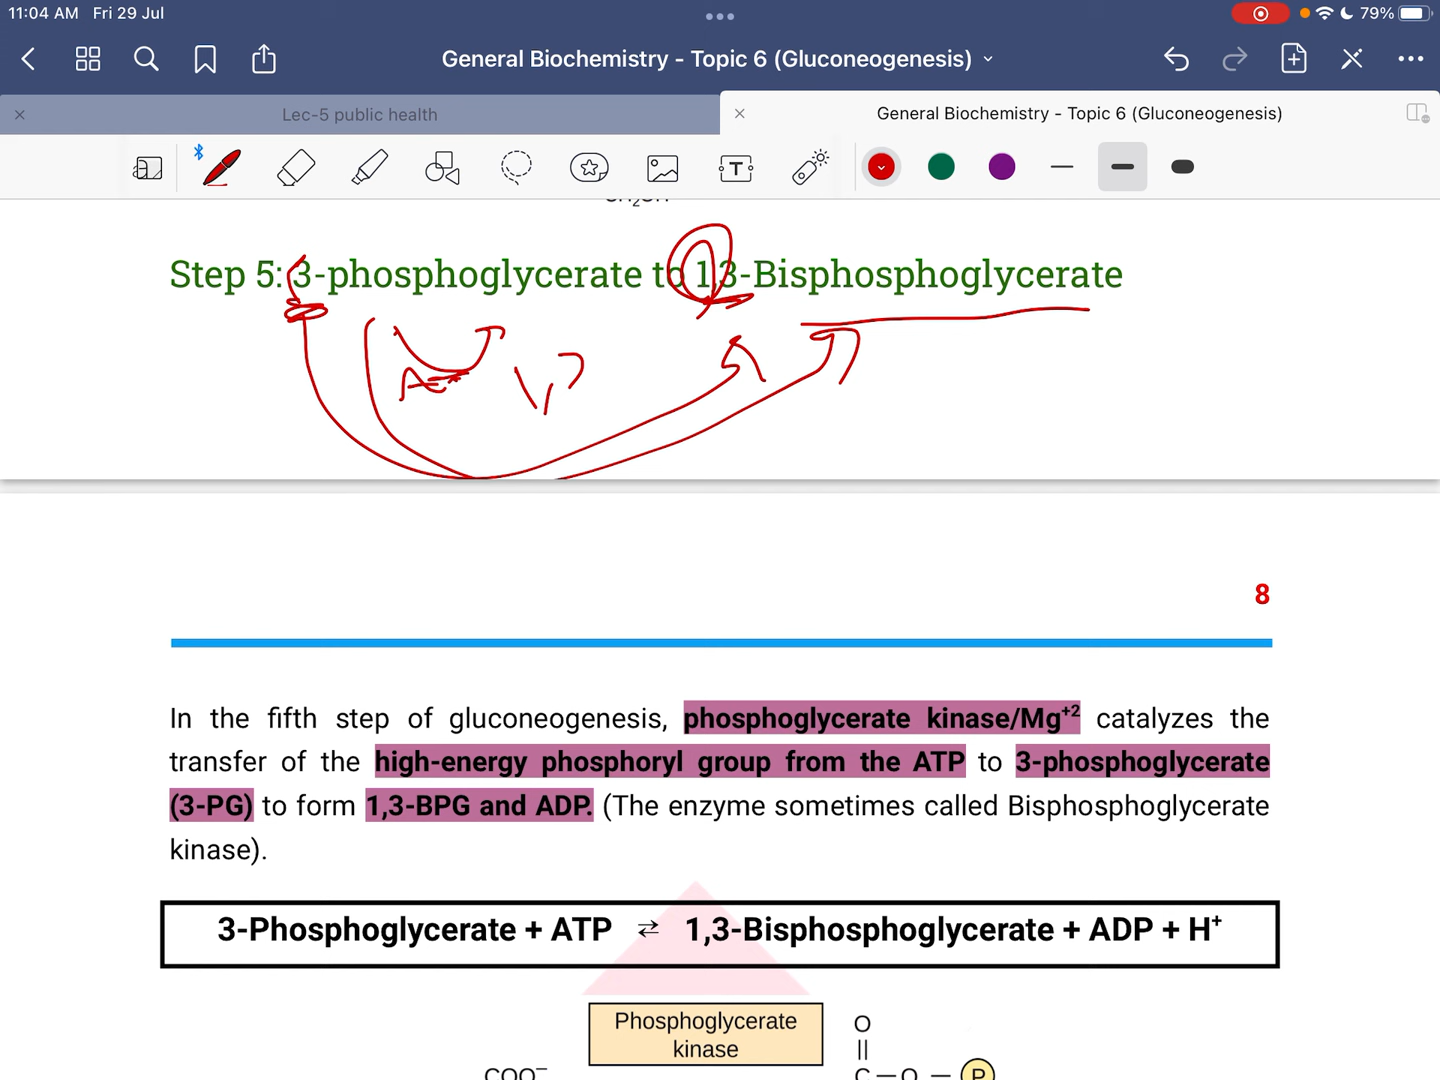 11:04 AM Fri 29 Jul
79%
General Biochemistry - Topic 6 (Gluconeogenesis)
Lec-5 public health
General Biochemistry - Topic 6 (Gluconeogenesis)
T
Step 5: 3-phosphoglycerate to 1,3-Bisphosphoglycerate
1,3
8
In the fifth step of gluconeogenesis, phosphoglycerate kinase/Mg⁺² catalyzes the
transfer of the high-energy phosphoryl group from the ATP to 3-phosphoglycerate
(3-PG) to form 1,3-BPG and ADP. (The enzyme sometimes called Bisphosphoglycerate
kinase).
3-Phosphoglycerate + ATP ⇄ 1,3-Bisphosphoglycerate + ADP + H⁺
Phosphoglycerate
kinase
O
||
COO⁻
C—O—P